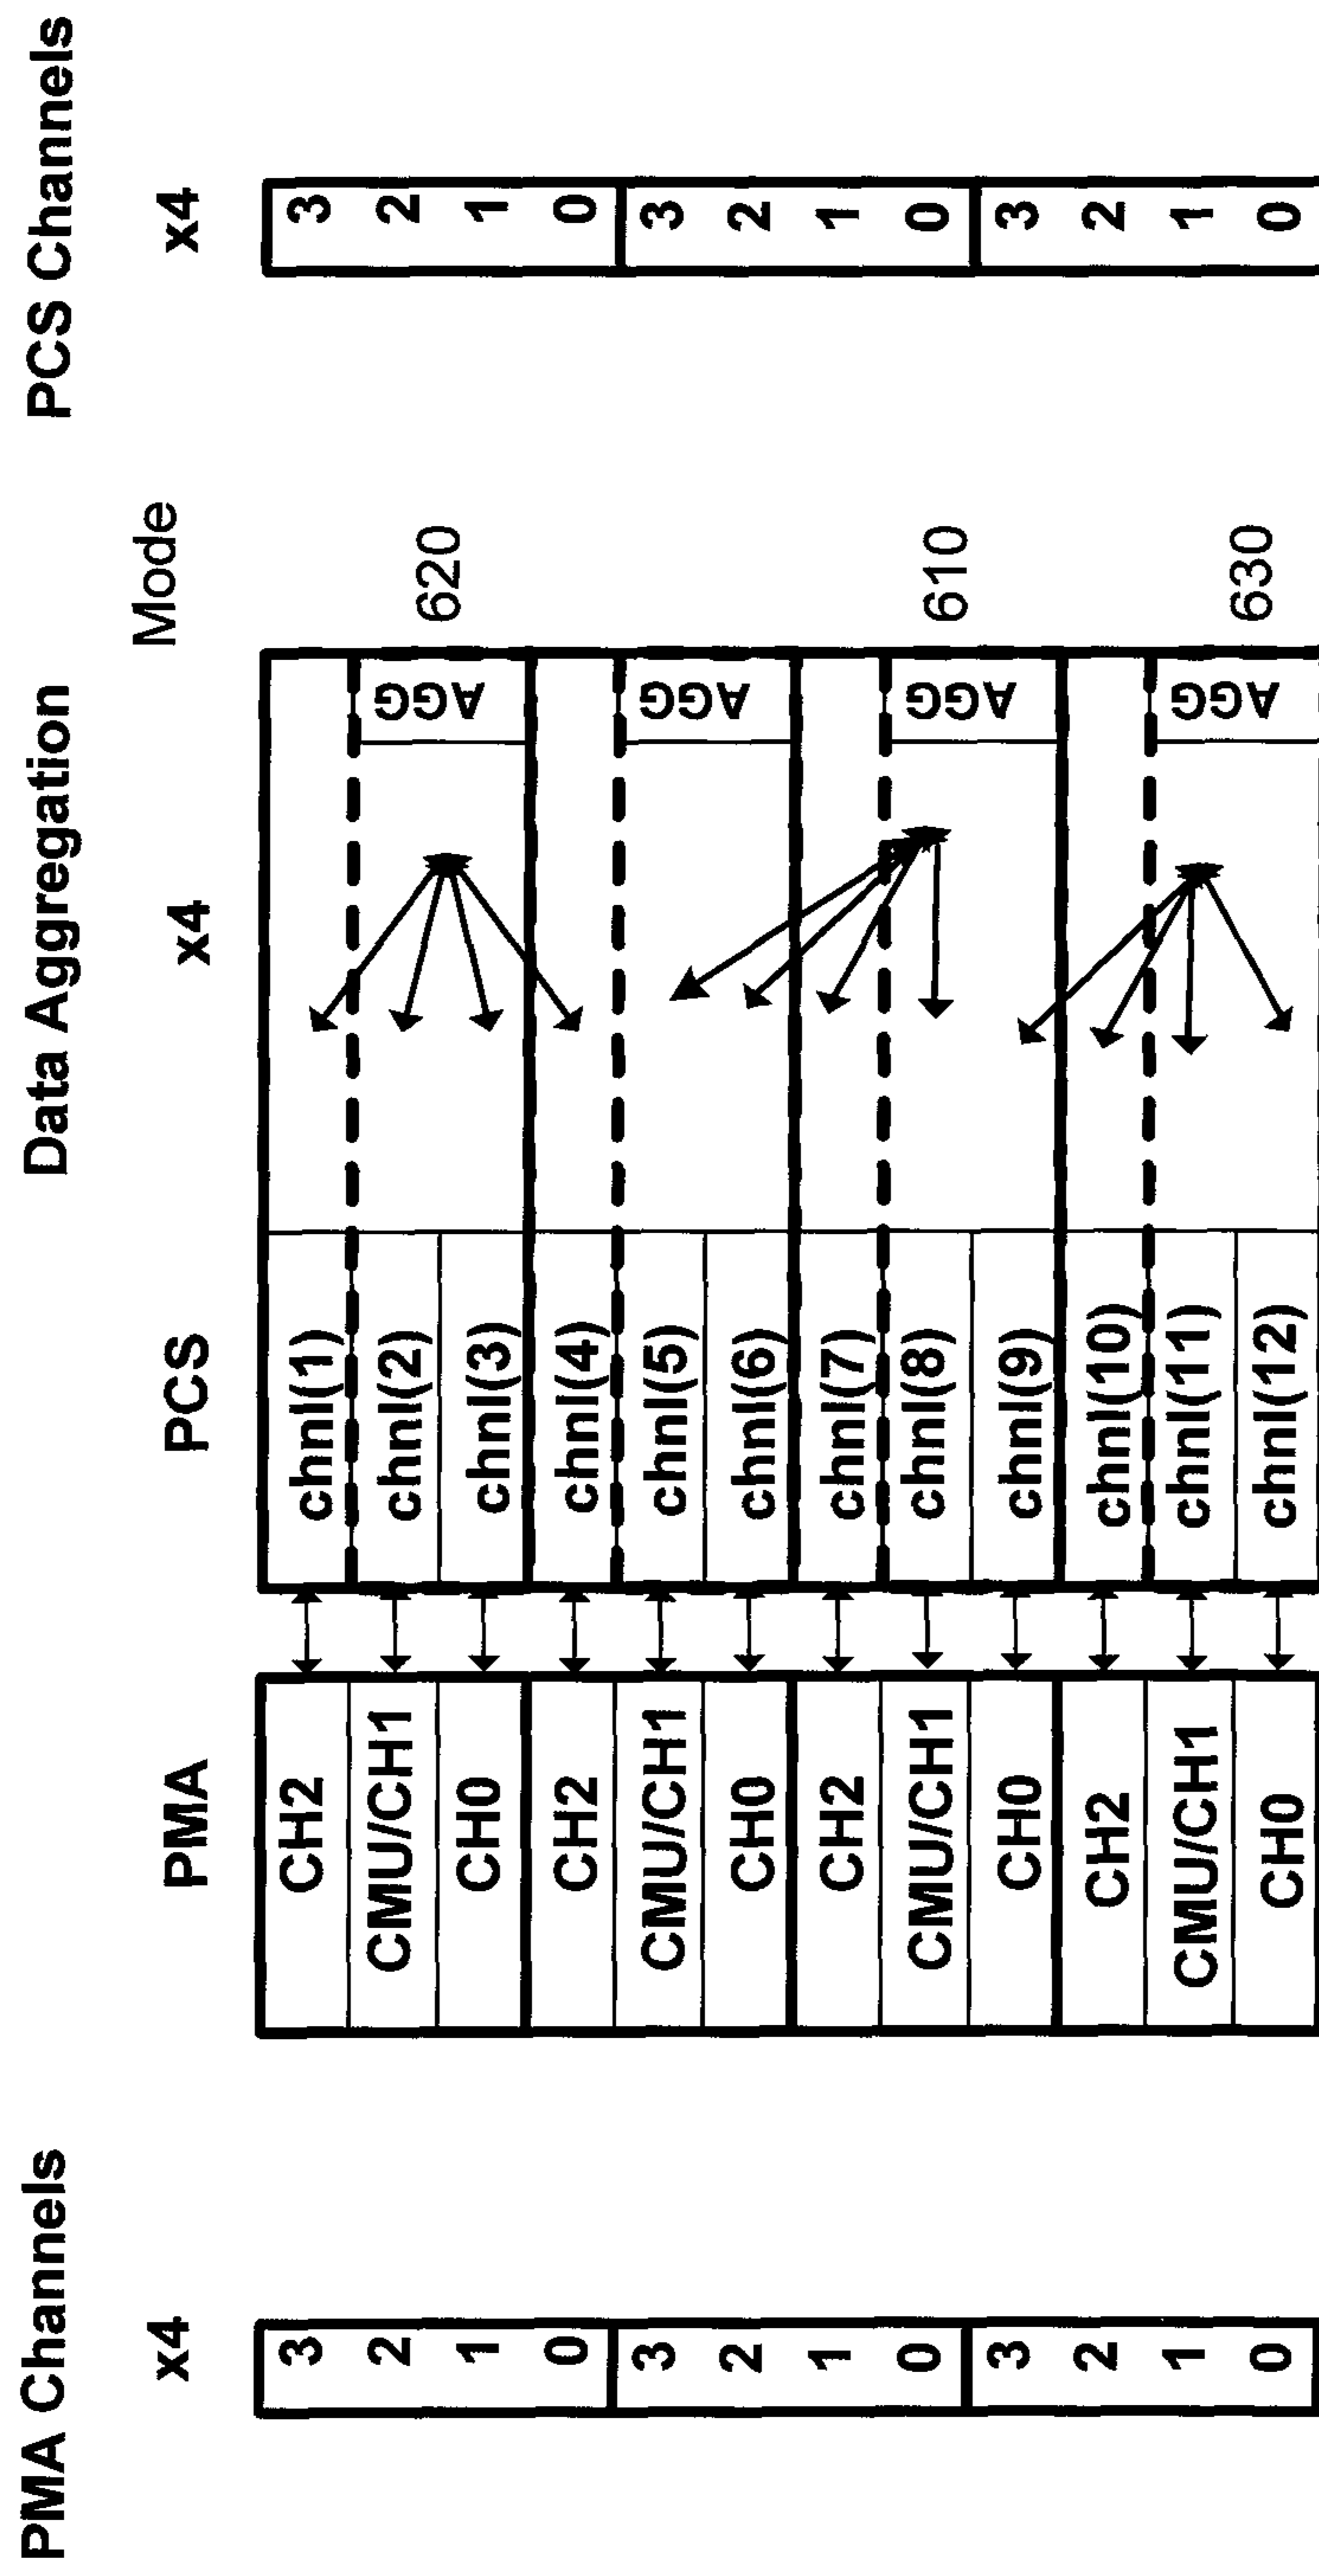 PMA Channels
Data Aggregation
PCS Channels
x4
PMA
PCS
x4
Mode
x4
3
CH2
chnl(1)
3
2
CMU/CH1
chnl(2)
AGG
620
2
1
CH0
chnl(3)
1
0
CH2
chnl(4)
0
3
CMU/CH1
chnl(5)
AGG
3
2
CH0
chnl(6)
2
1
CH2
chnl(7)
1
0
CMU/CH1
chnl(8)
AGG
610
0
3
CH0
chnl(9)
3
2
CH2
chnl(10)
2
1
CMU/CH1
chnl(11)
AGG
630
1
0
CH0
chnl(12)
0